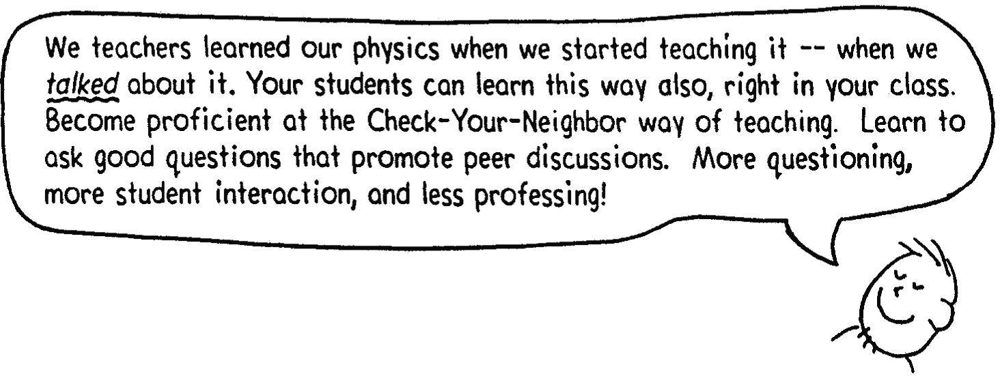 We teachers learned our physics when we started teaching it -- when we
talked about it. Your students can learn this way also, right in your class.
Become proficient at the Check-Your-Neighbor way of teaching. Learn to
ask good questions that promote peer discussions. More questioning,
more student interaction, and less professing!